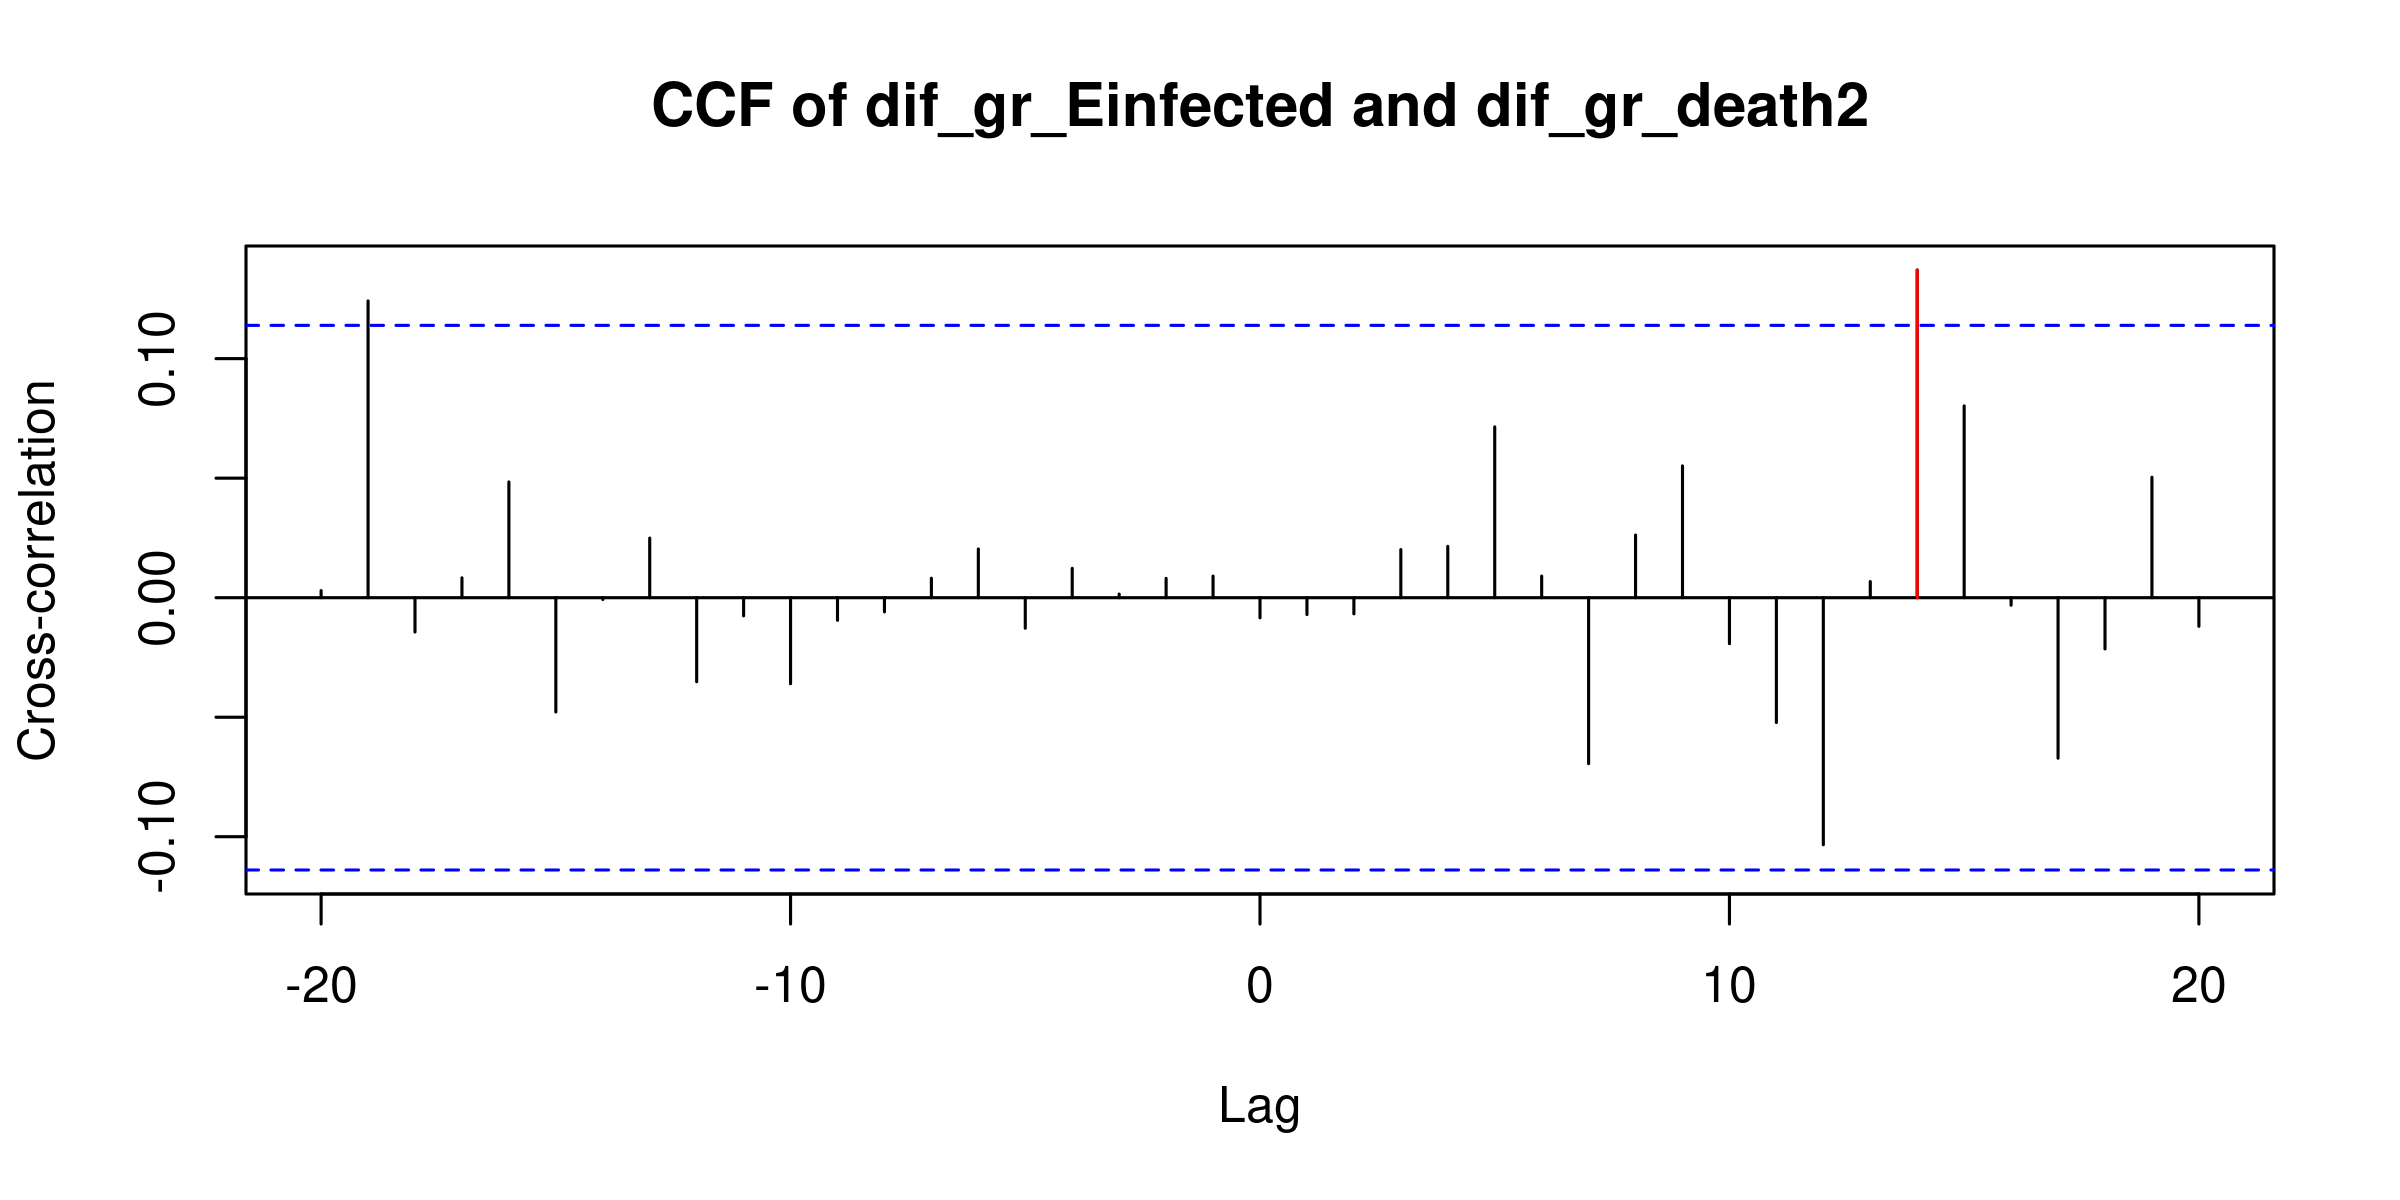 CCF of dif_gr_Einfected and dif_gr_death2
Cross-correlation
0.10
0.00
-0.10
-20 -10 0 10 20
Lag